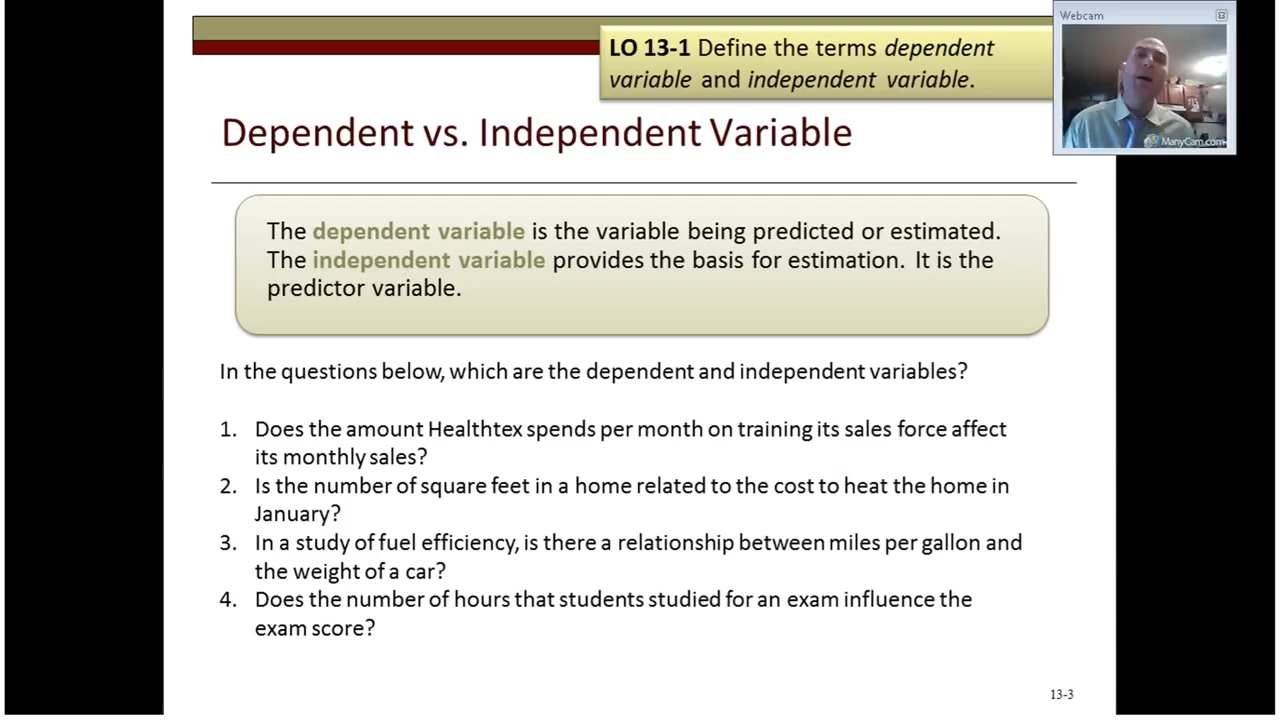 Webcam
LO 13-1 Define the terms dependent
variable and independent variable.
ManyCam.com
Dependent vs. Independent Variable
The dependent variable is the variable being predicted or estimated.
The independent variable provides the basis for estimation. It is the
predictor variable.
In the questions below, which are the dependent and independent variables?
1. Does the amount Healthtex spends per month on training its sales force affect
its monthly sales?
2. Is the number of square feet in a home related to the cost to heat the home in
January?
3. In a study of fuel efficiency, is there a relationship between miles per gallon and
the weight of a car?
4. Does the number of hours that students studied for an exam influence the
exam score?
13-3